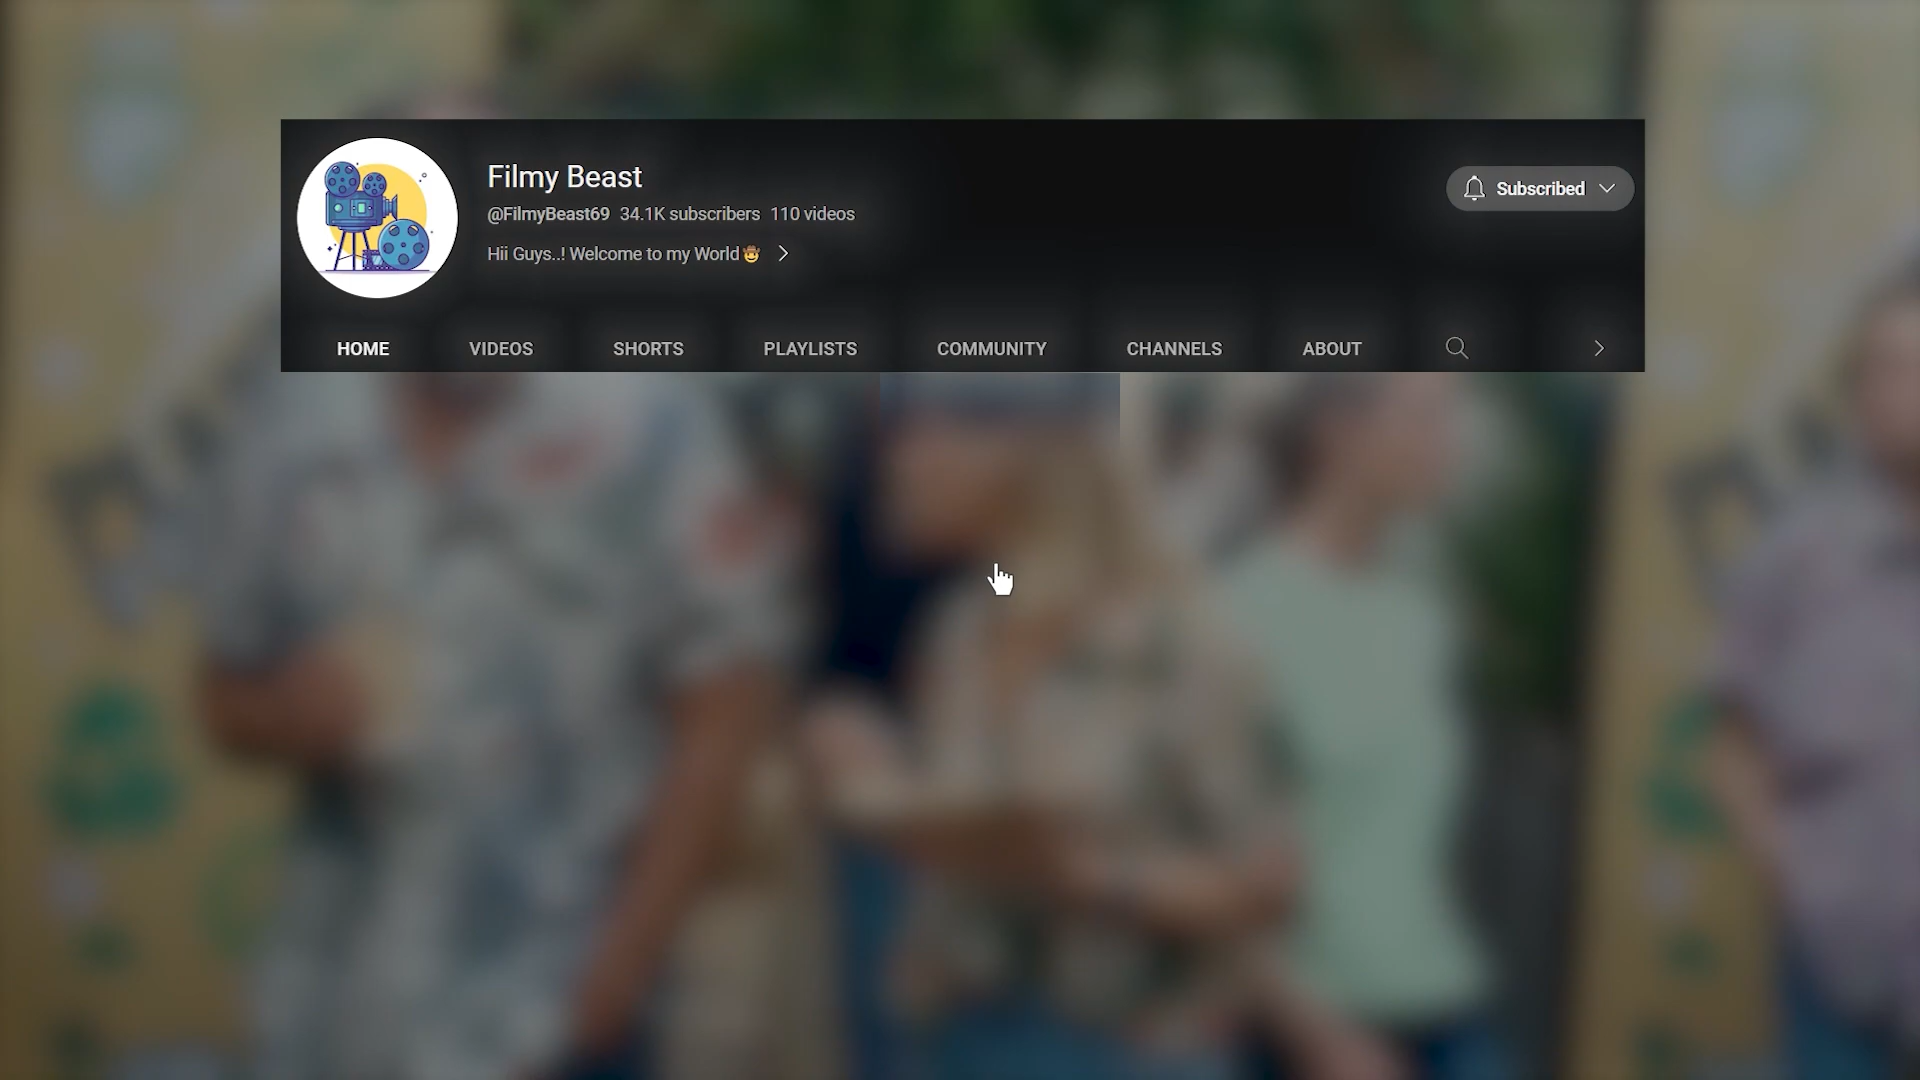 Filmy Beast
@FilmyBeast69 34.1K subscribers 110 videos
Subscribed
Hii Guys..! Welcome to my World🤠
HOME VIDEOS SHORTS PLAYLISTS COMMUNITY CHANNELS ABOUT